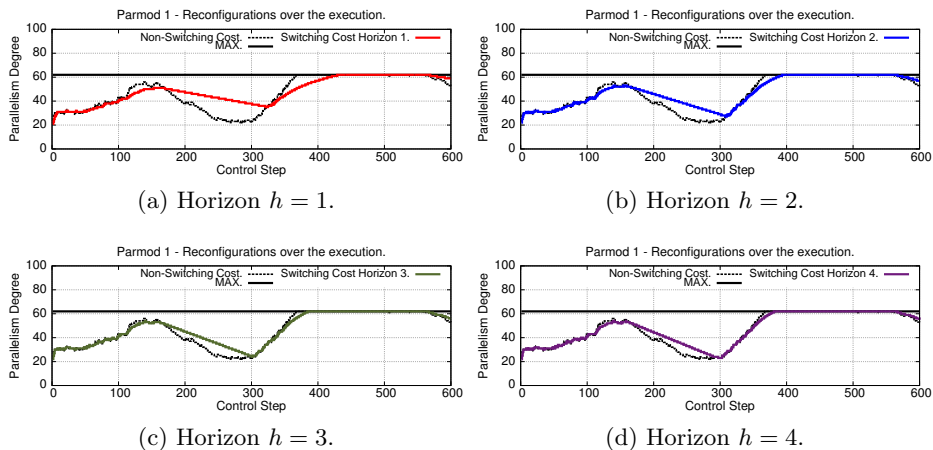 Parmod 1 - Reconfigurations over the execution.
Non-Switching Cost. Switching Cost Horizon 1.
MAX.
Parallelism Degree
100
80
60
40
20
0
0 100 200 300 400 500 600
Control Step
(a) Horizon h = 1.
Parmod 1 - Reconfigurations over the execution.
Non-Switching Cost. Switching Cost Horizon 2.
MAX.
Parallelism Degree
100
80
60
40
20
0
0 100 200 300 400 500 600
Control Step
(b) Horizon h = 2.
Parmod 1 - Reconfigurations over the execution.
Non-Switching Cost. Switching Cost Horizon 3.
MAX.
Parallelism Degree
100
80
60
40
20
0
0 100 200 300 400 500 600
Control Step
(c) Horizon h = 3.
Parmod 1 - Reconfigurations over the execution.
Non-Switching Cost. Switching Cost Horizon 4.
MAX.
Parallelism Degree
100
80
60
40
20
0
0 100 200 300 400 500 600
Control Step
(d) Horizon h = 4.